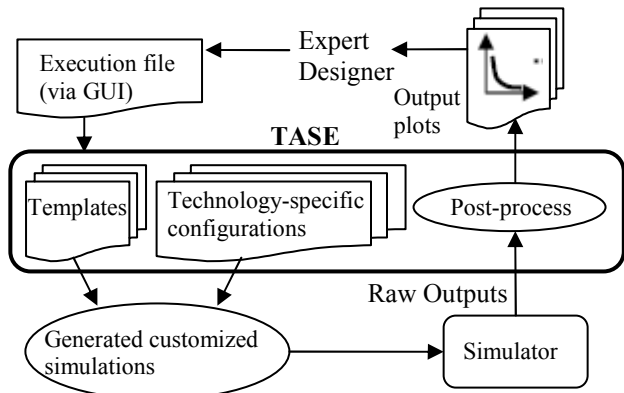 Execution file
(via GUI)
Expert
Designer
Output
plots
TASE
Templates
Technology-specific
configurations
Post-process
Raw Outputs
Generated customized
simulations
Simulator